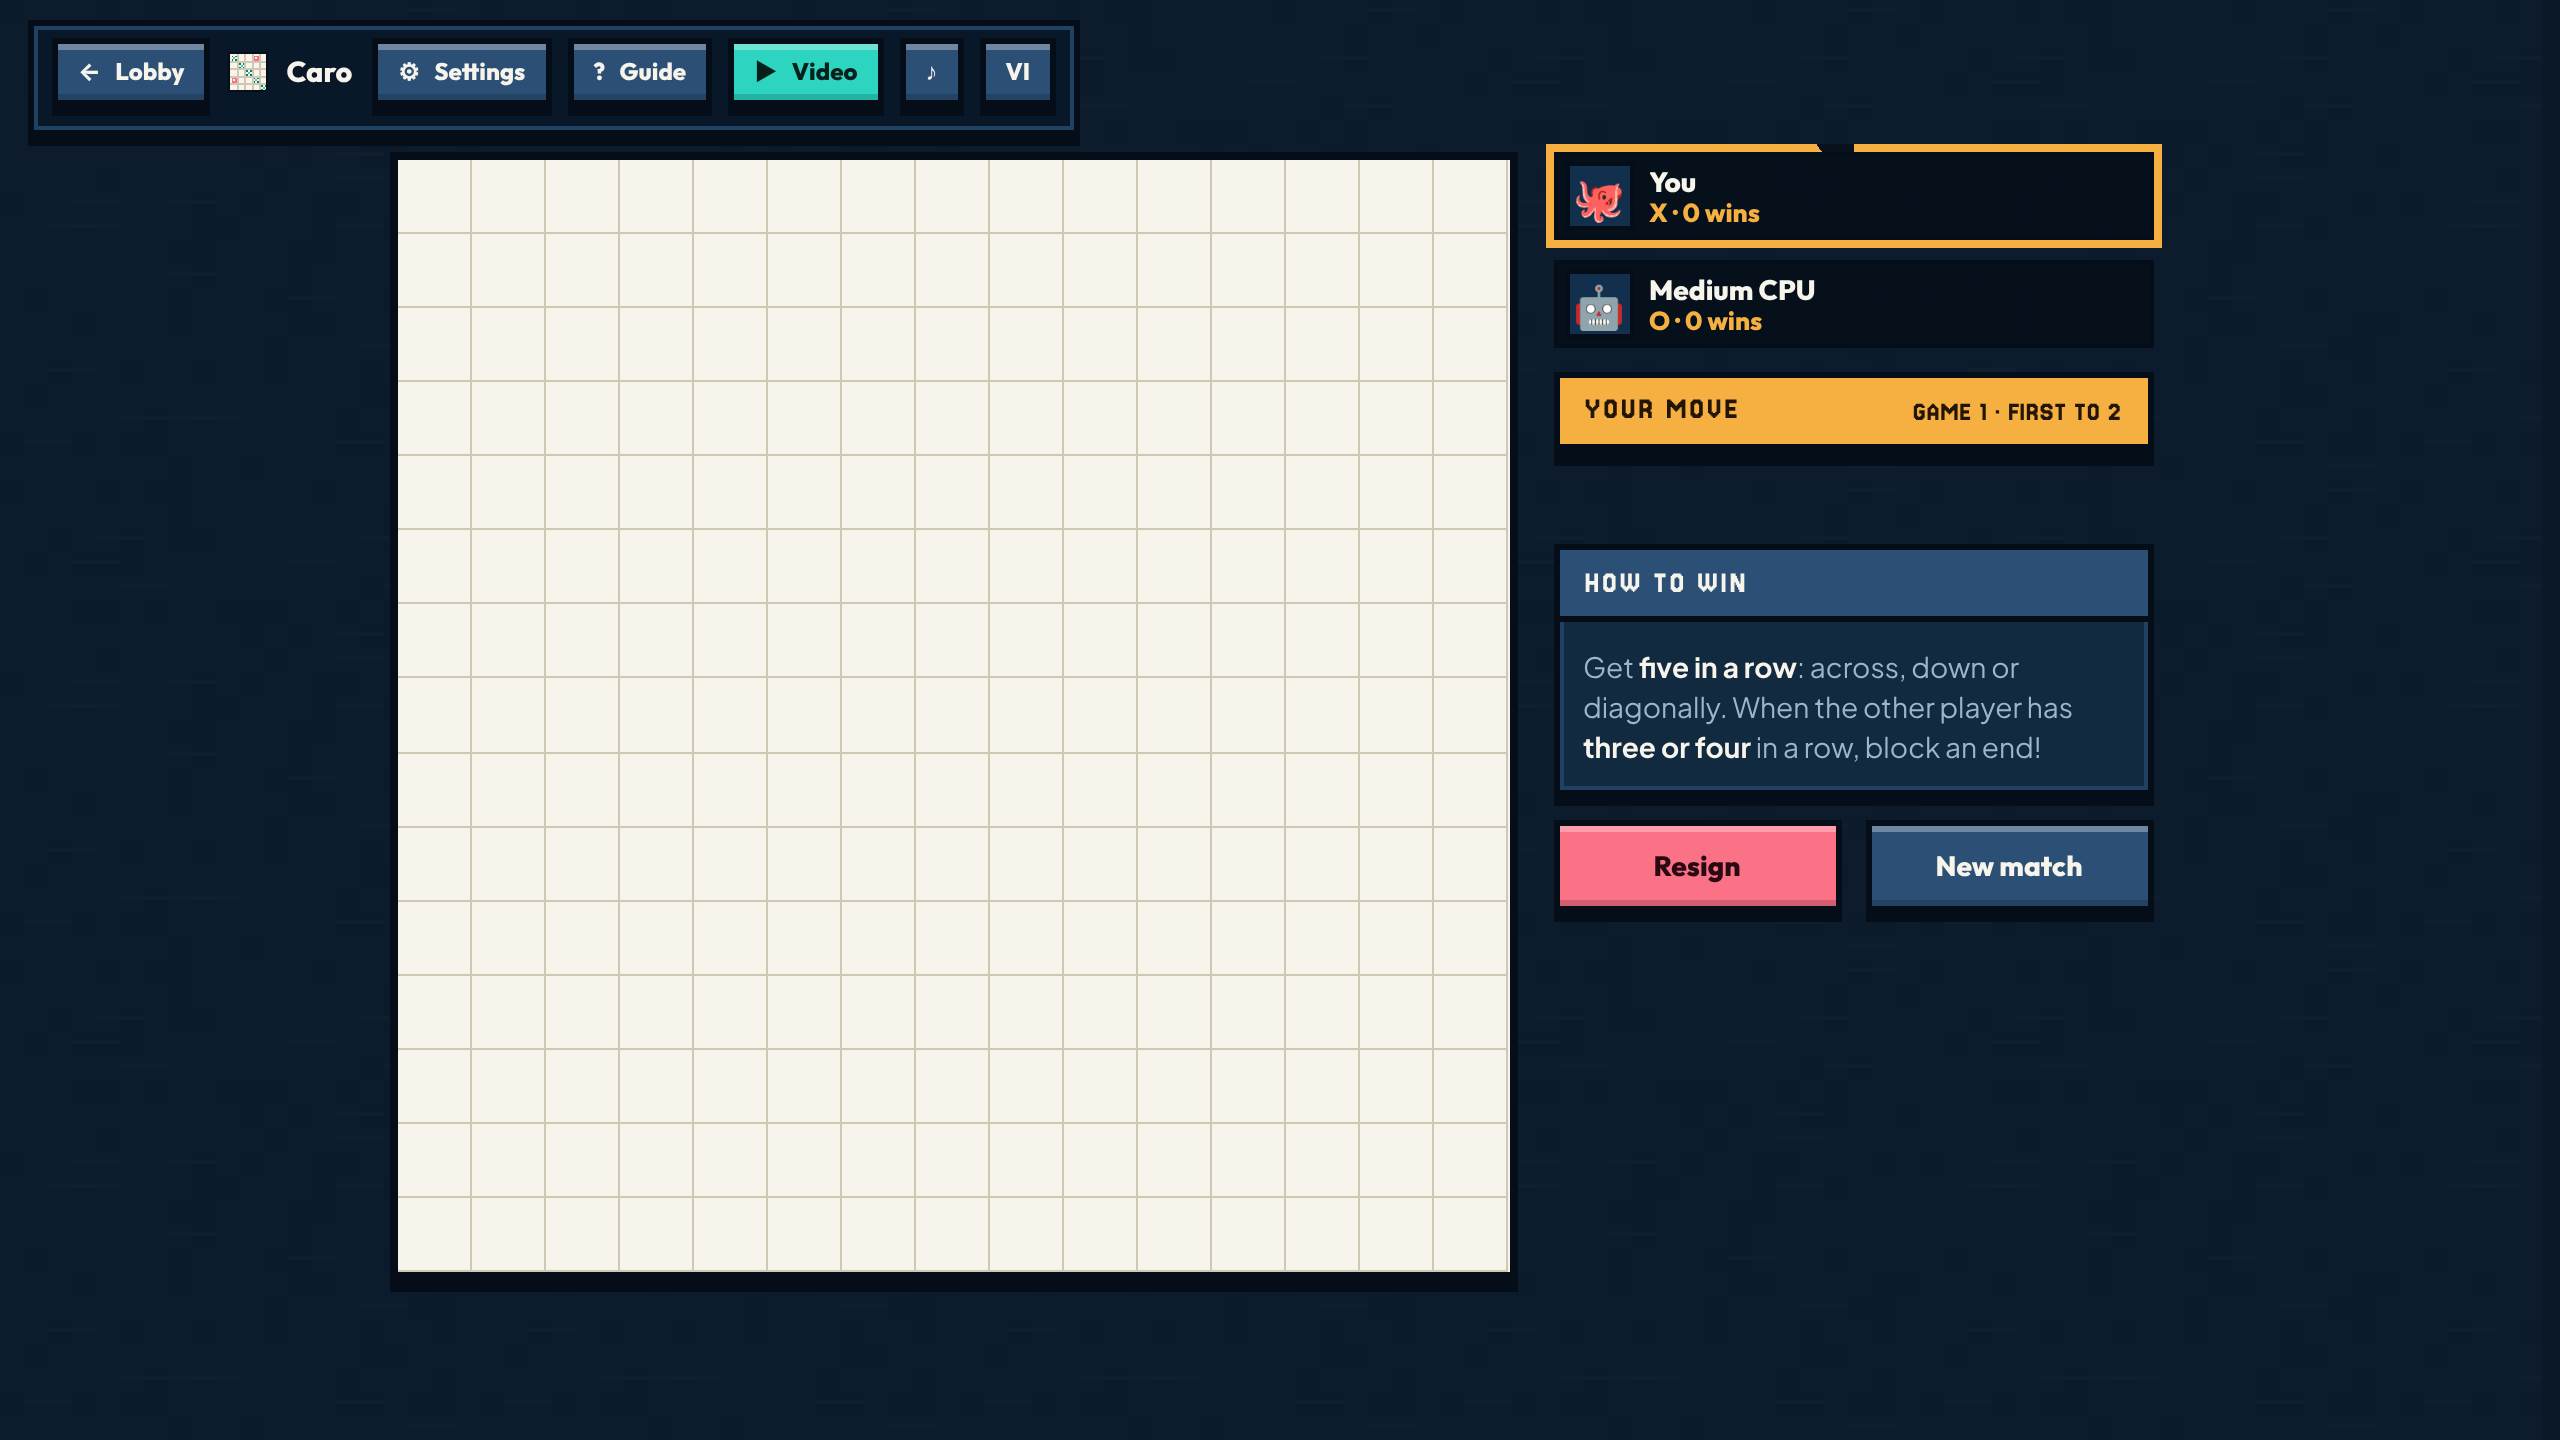 ← Lobby
Caro
⚙ Settings
? Guide
▶ Video
♪
VI
You
X · 0 wins
Medium CPU
O · 0 wins
YOUR MOVE
GAME 1 · FIRST TO 2
HOW TO WIN
Get five in a row: across, down or
diagonally. When the other player has
three or four in a row, block an end!
Resign
New match